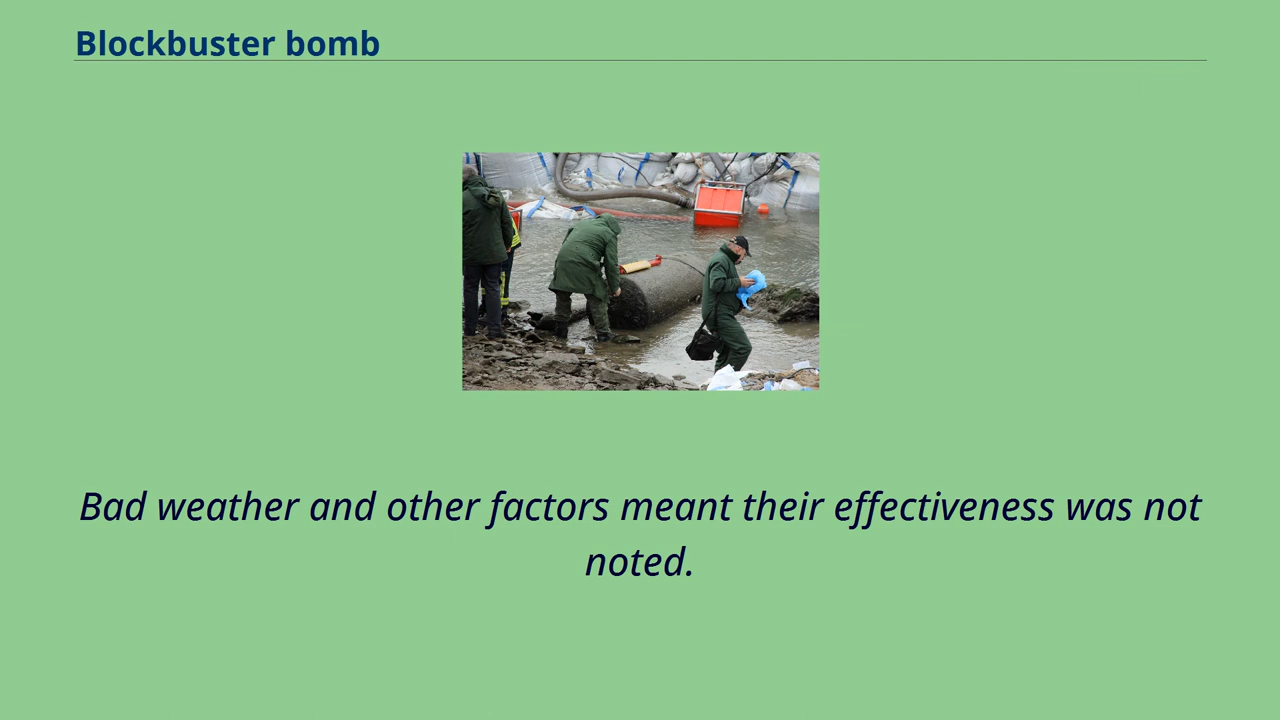 Blockbuster bomb
Bad weather and other factors meant their effectiveness was not
noted.